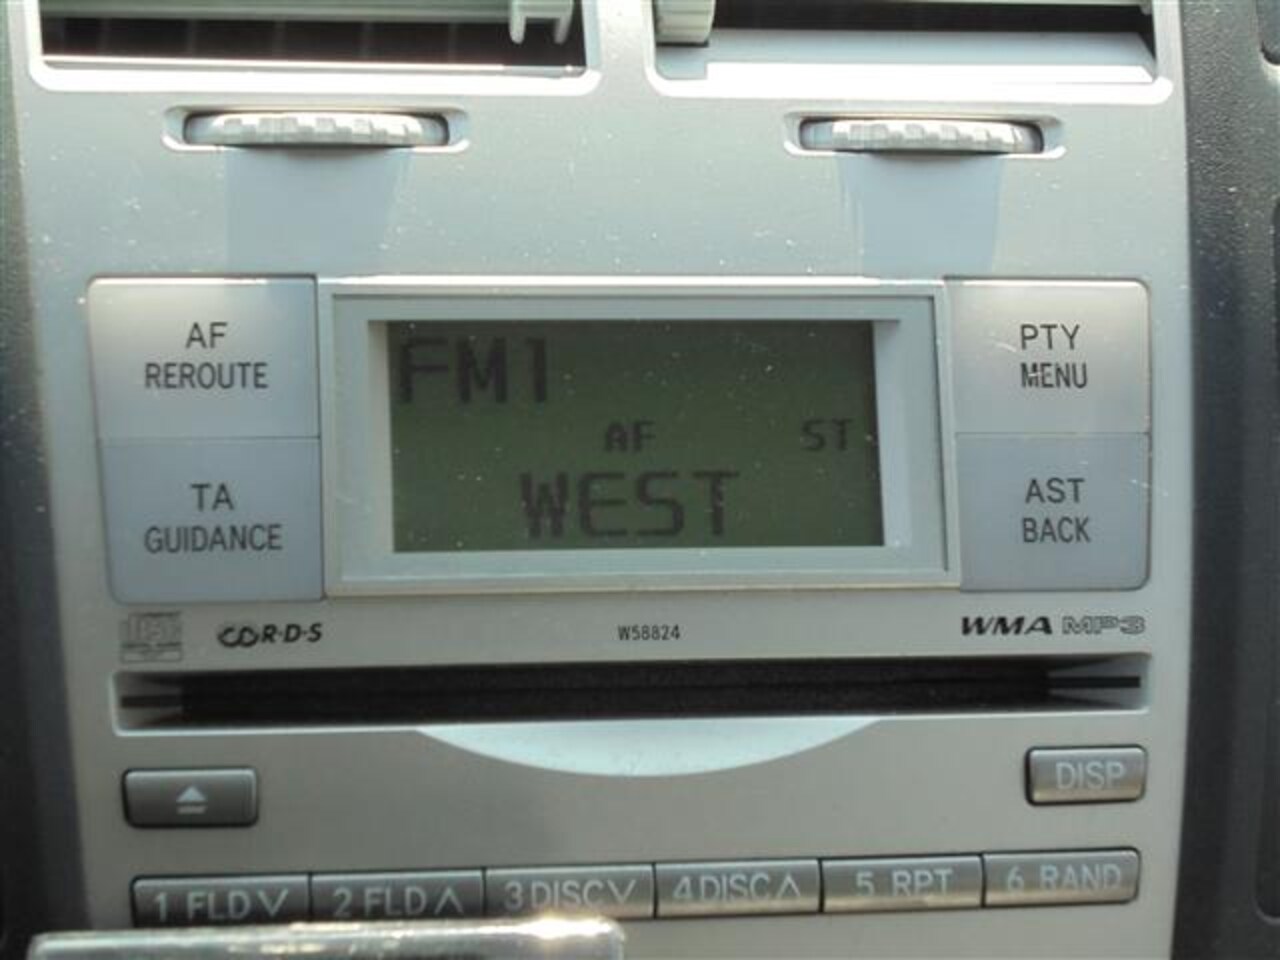 AF
REROUTE
TA
GUIDANCE
FM1
AF ST
WEST
PTY
MENU
AST
BACK
R·D·S
W58824
WMA MP3
DISP
1 FLD ∨
2 FLD ∧
3 DISC ∨
4 DISC ∧
5 RPT
6 RAND